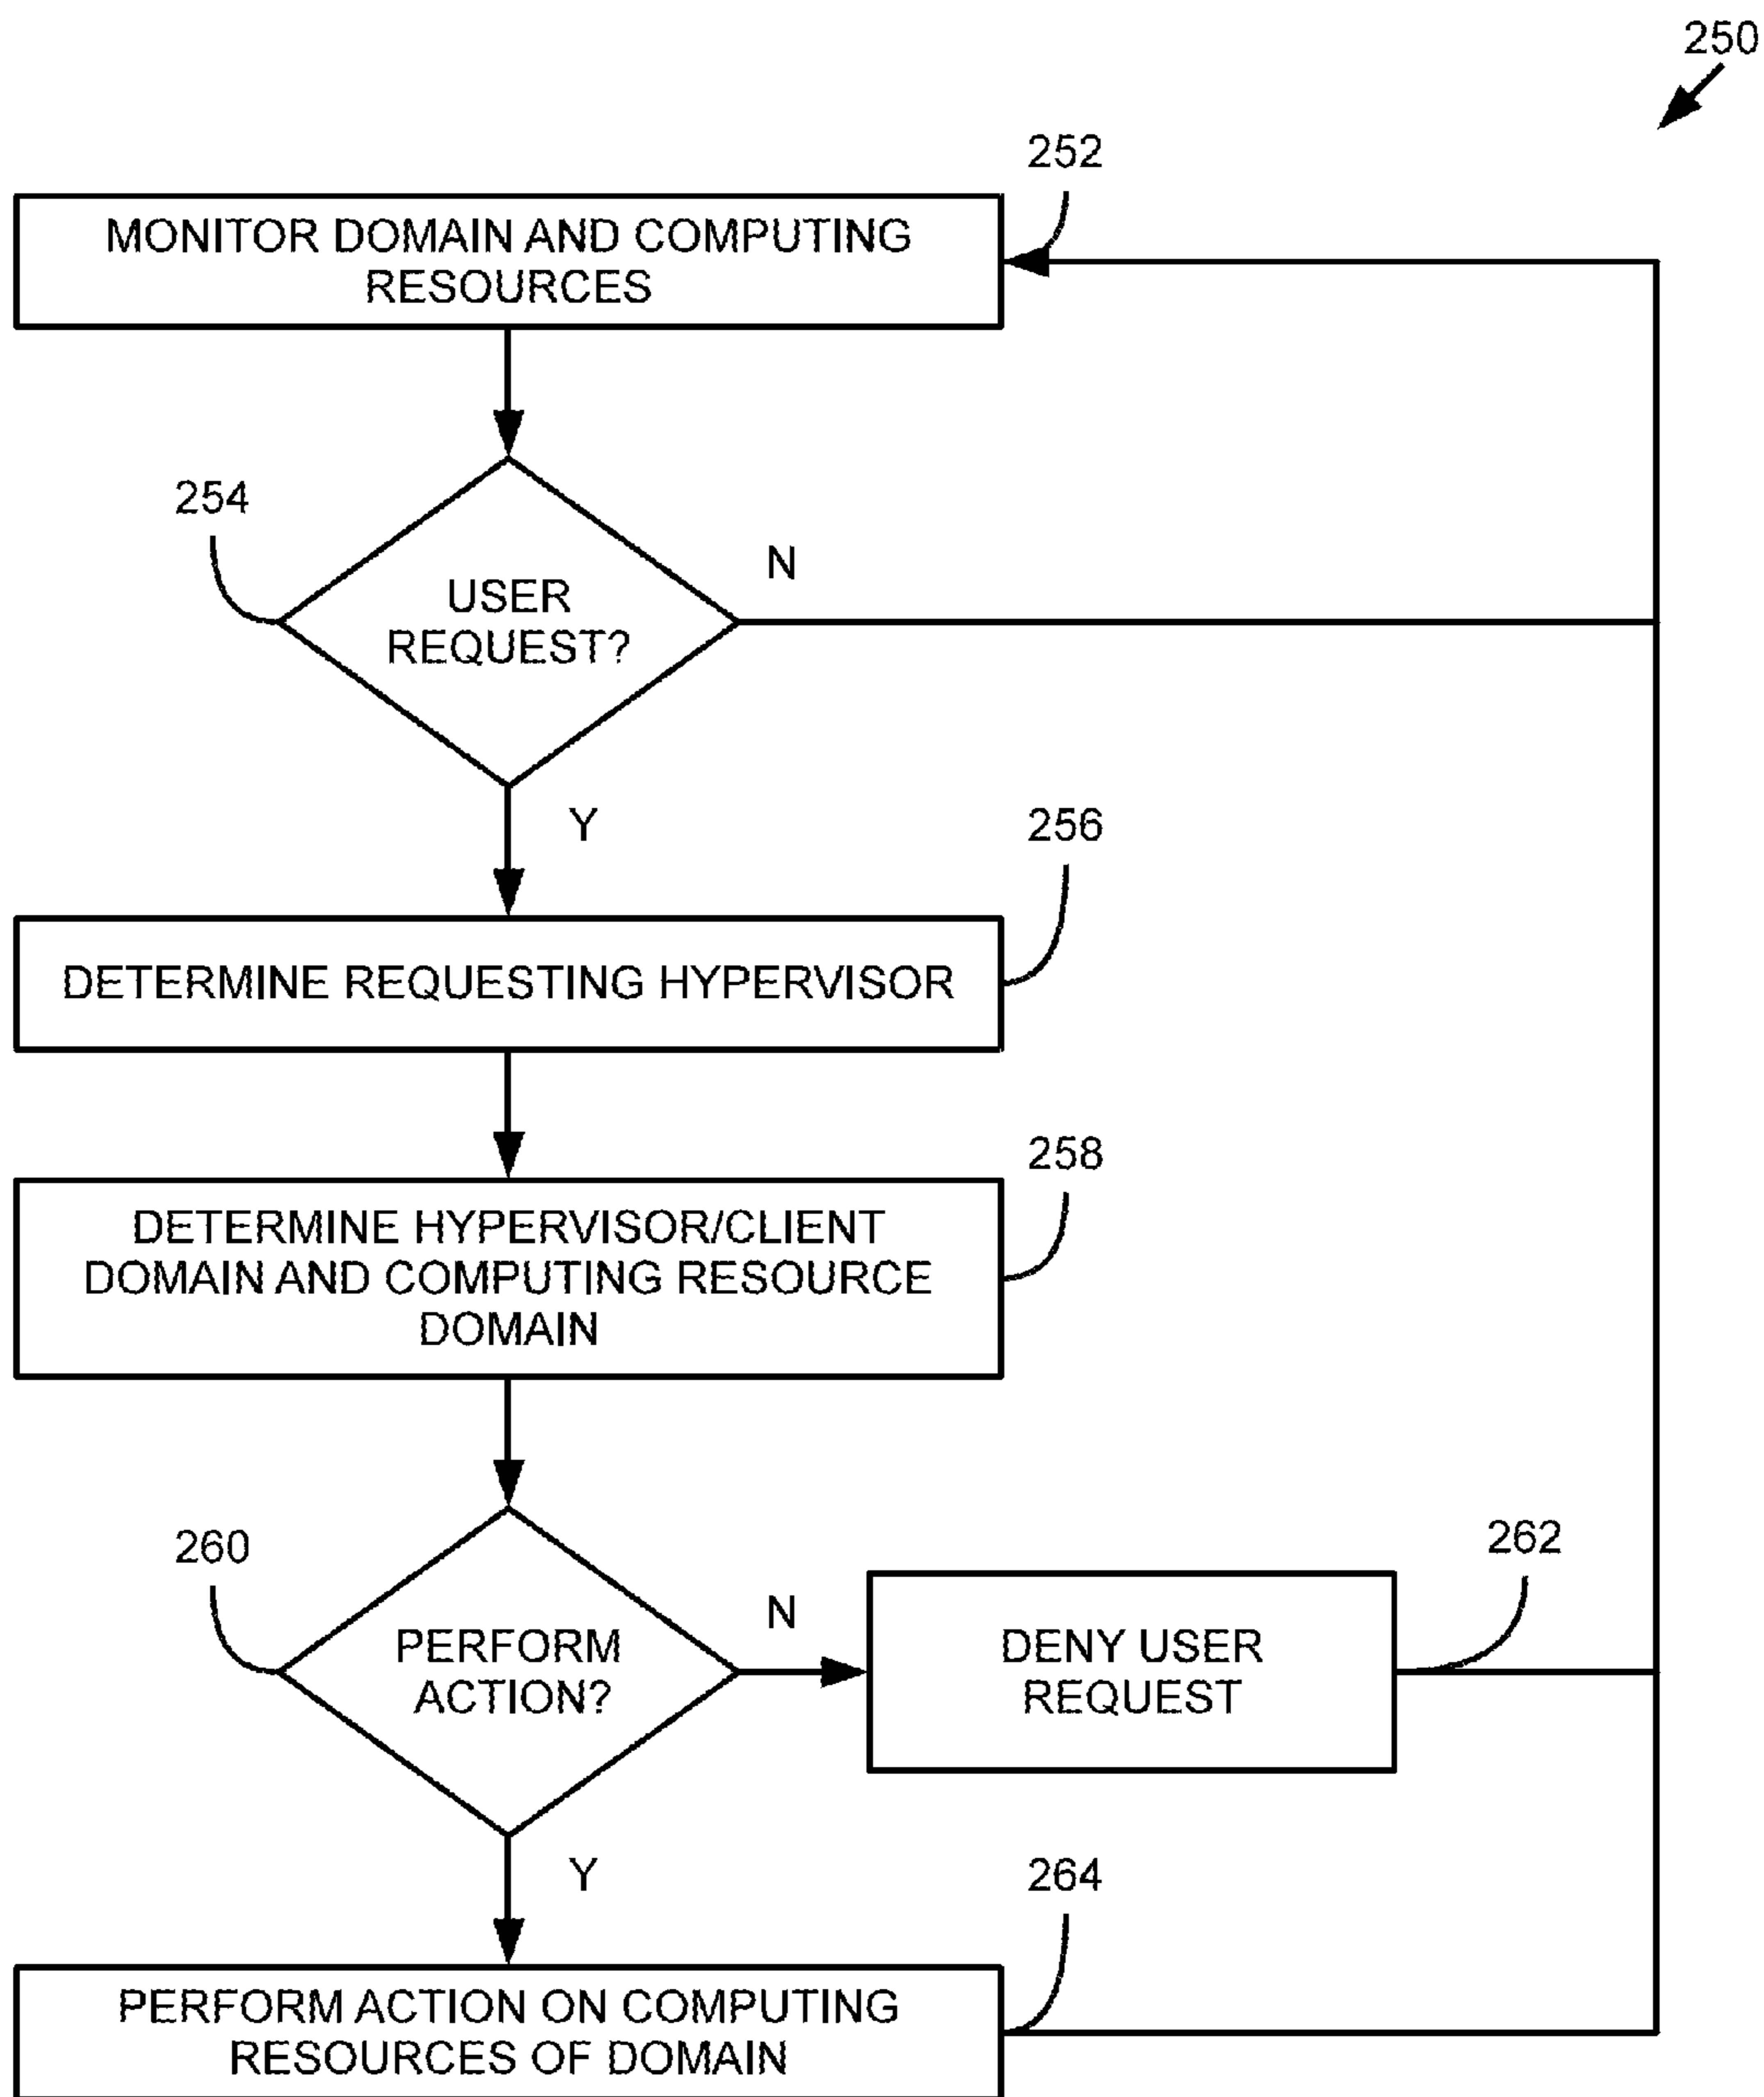 250
252
MONITOR DOMAIN AND COMPUTING
RESOURCES
254
USER
REQUEST?
N
Y
256
DETERMINE REQUESTING HYPERVISOR
258
DETERMINE HYPERVISOR/CLIENT
DOMAIN AND COMPUTING RESOURCE
DOMAIN
260
PERFORM
ACTION?
N
262
DENY USER
REQUEST
Y
264
PERFORM ACTION ON COMPUTING
RESOURCES OF DOMAIN